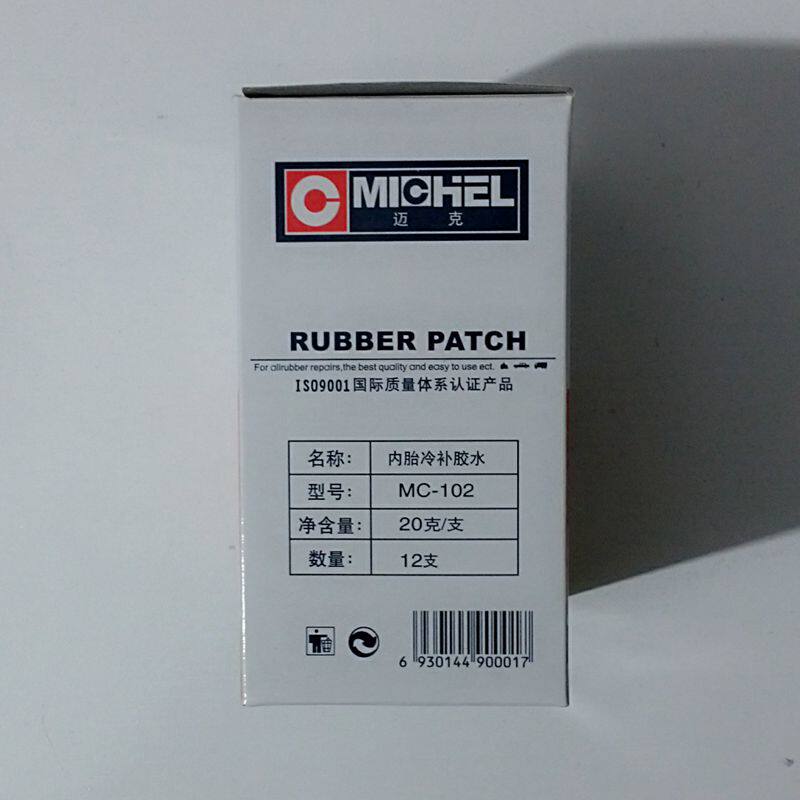 C MICHEL
迈克
RUBBER PATCH
For allrubber repairs,the best quality and easy to use ect.
ISO9001国际质量体系认证产品
名称: 内胎冷补胶水
型号: MC-102
净含量: 20克/支
数量: 12支
6 930144 900017